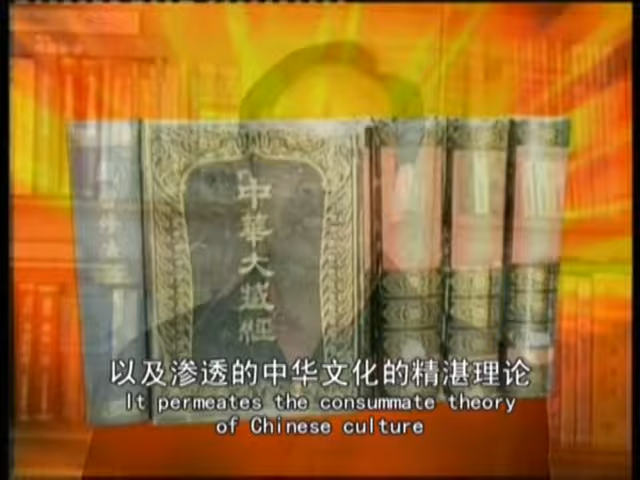 中華大藏經
以及渗透的中华文化的精湛理论
It permeates the consummate theory
of Chinese culture